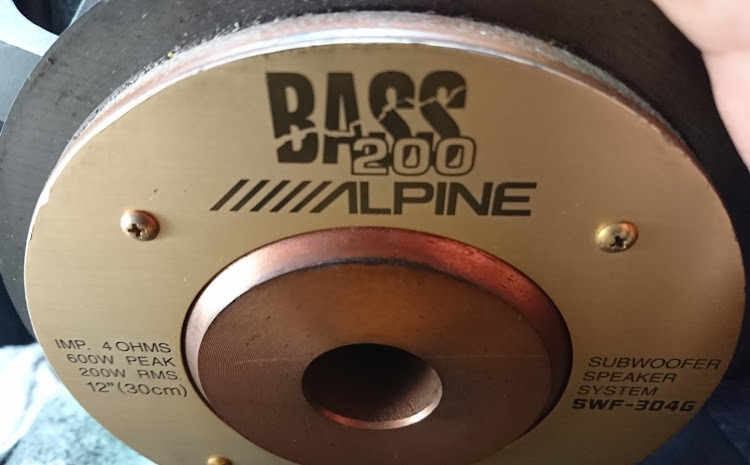 BASS
200
ALPINE
IMP. 4 OHMS
600W PEAK
200W RMS.
12"(30cm)
SUBWOOFER
SPEAKER
SYSTEM
SWF-304G